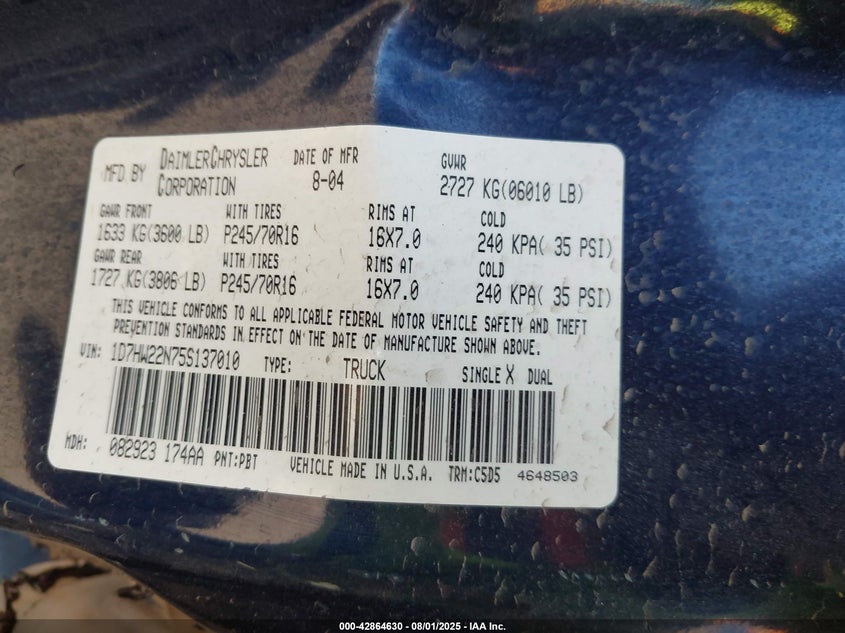 MFD BY DAIMLERCHRYSLER CORPORATION DATE OF MFR 8-04 GVWR 2727 KG(06010 LB)
GAWR FRONT WITH TIRES RIMS AT COLD
1633 KG(3600 LB) P245/70R16 16X7.0 240 KPA( 35 PSI)
GAWR REAR WITH TIRES RIMS AT COLD
1727 KG(3806 LB) P245/70R16 16X7.0 240 KPA( 35 PSI)
THIS VEHICLE CONFORMS TO ALL APPLICABLE FEDERAL MOTOR VEHICLE SAFETY AND THEFT
PREVENTION STANDARDS IN EFFECT ON THE DATE OF MANUFACTURE SHOWN ABOVE.
VIN: 1D7HW22N75S137010 TYPE: TRUCK SINGLE X DUAL
MDH: 082923 174AA PNT:PBT VEHICLE MADE IN U.S.A. TRM:C5D5 4648503
000-42864630 - 08/01/2025 - IAA Inc.